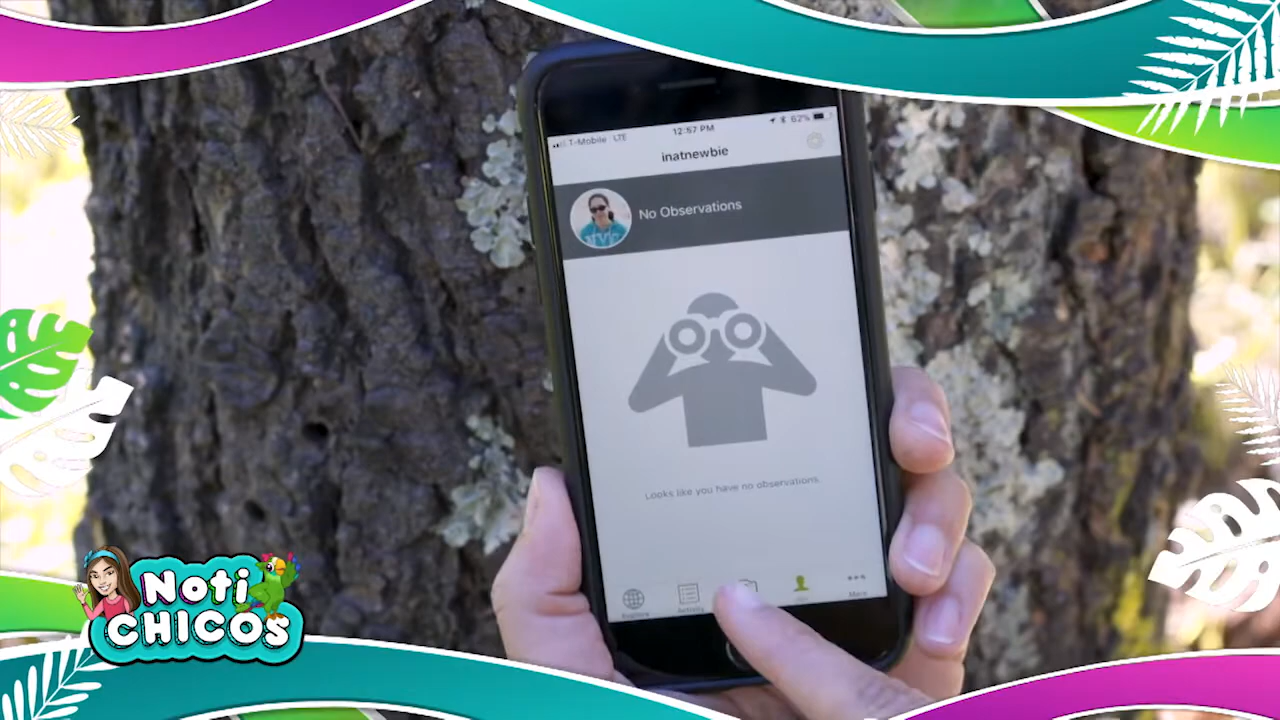 T-Mobile LTE 12:57 PM 62%
inatnewbie
No Observations
Looks like you have no observations.
Explore Activity More
Noti
CHICOS